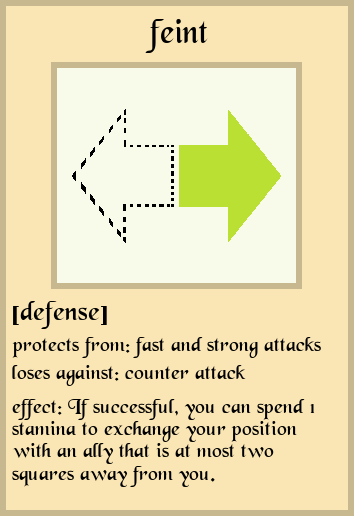 feint
[defense]
protects from: fast and strong attacks
loses against: counter attack
effect: If successful, you can spend 1
stamina to exchange your position
with an ally that is at most two
squares away from you.